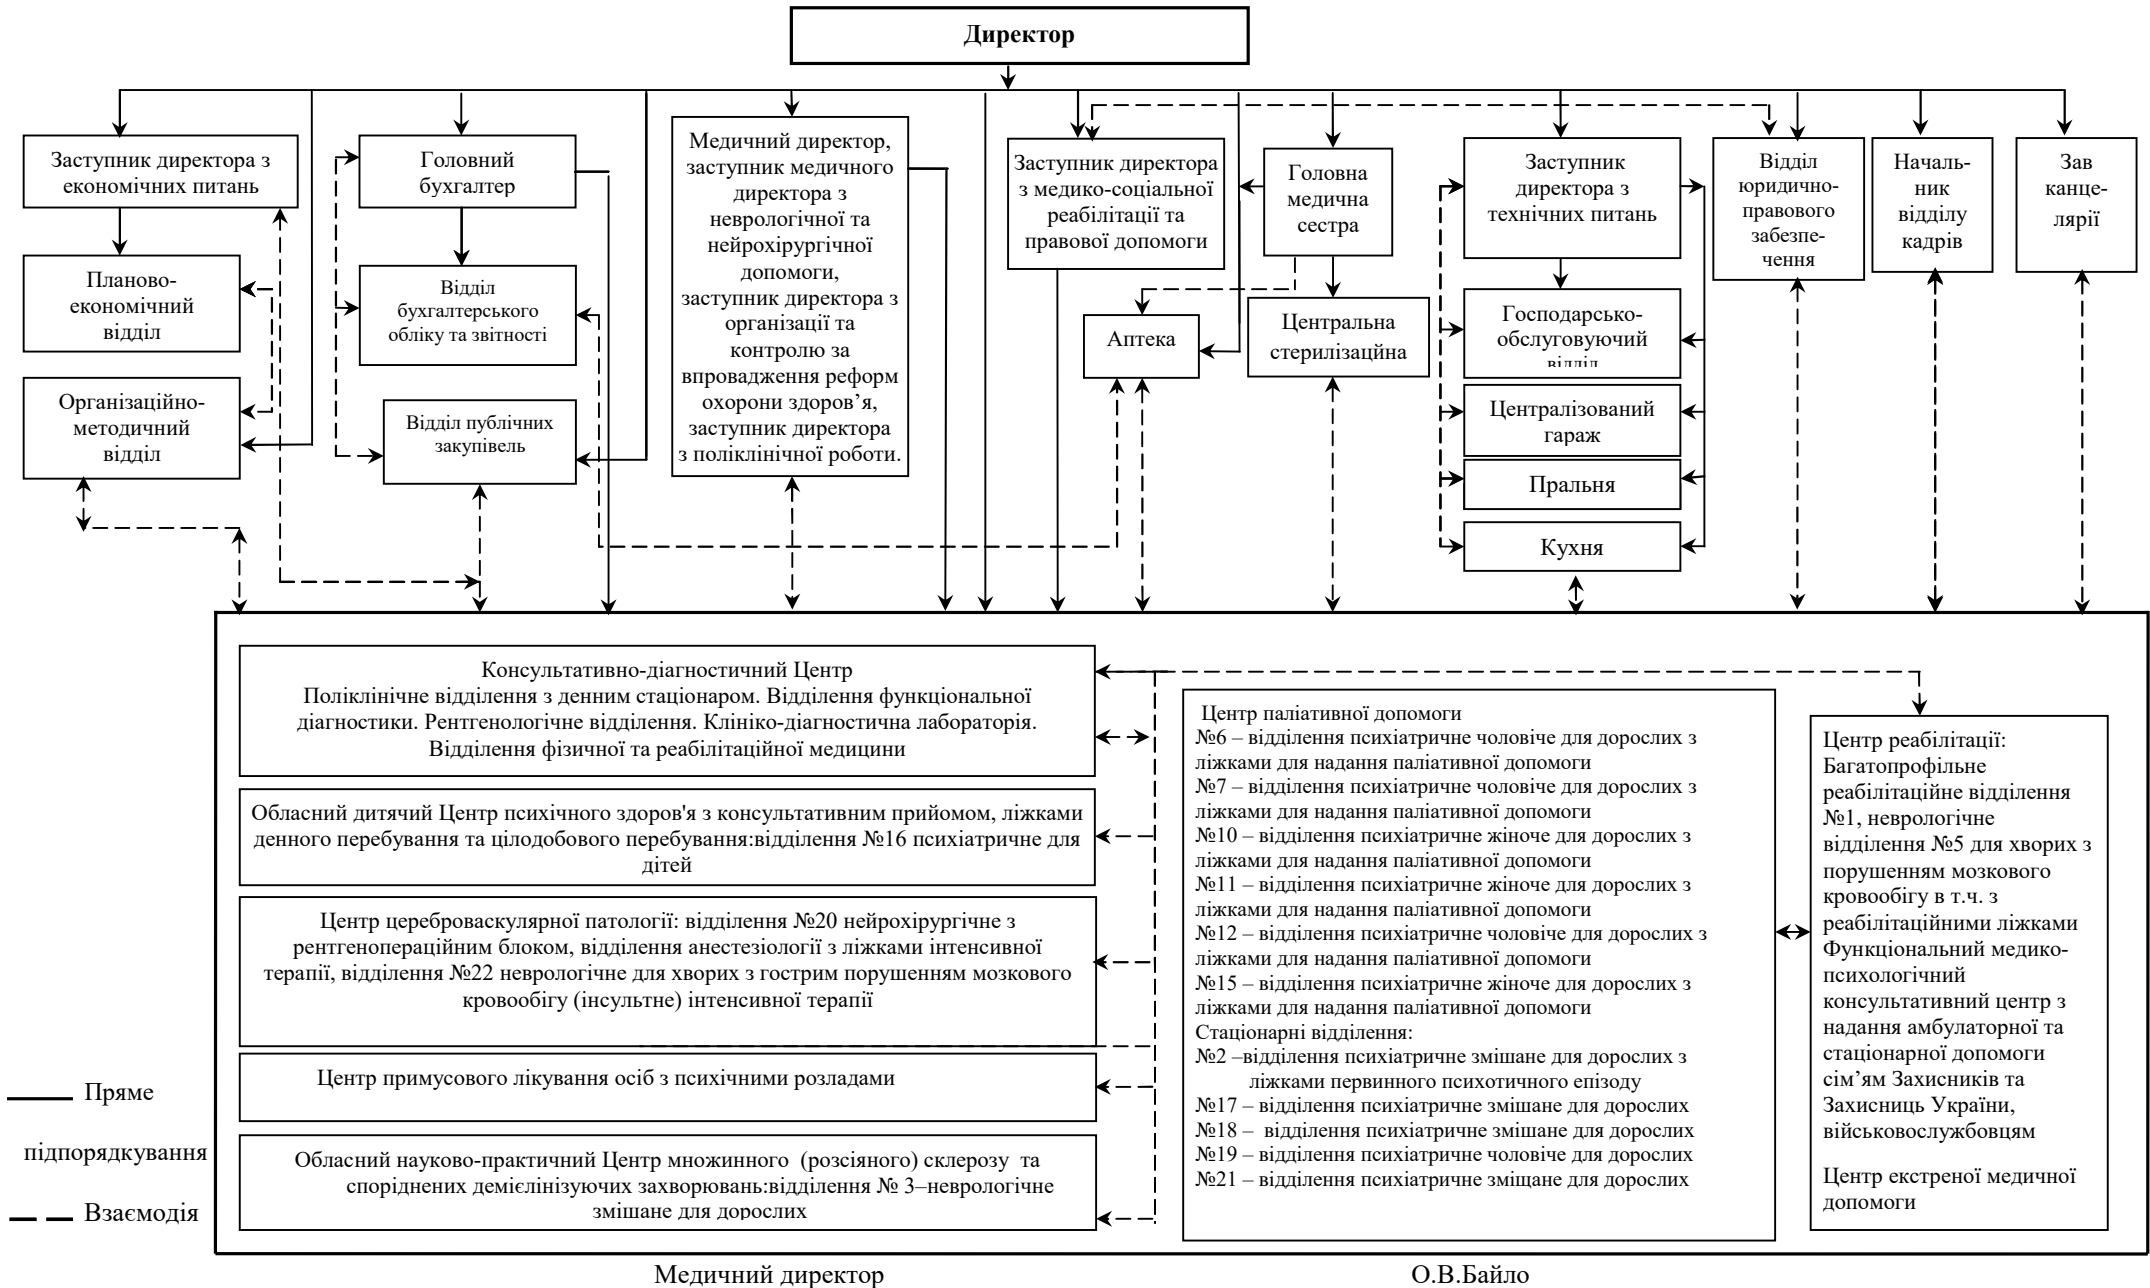 Директор
Заступник директора з
економічних питань
Головний
бухгалтер
Медичний директор,
заступник медичного
директора з
неврологічної та
нейрохірургічної
допомоги,
заступник директора з
організації та
контролю за
впровадження реформ
охорони здоров’я,
заступник директора
з поліклінічної роботи.
Заступник директора
з медико-соціальної
реабілітації та
правової допомоги
Головна
медична
сестра
Заступник
директора з
технічних питань
Відділ
юридично-
правового
забезпе-
чення
Началь-
ник
відділу
кадрів
Зав
канце-
лярії
Планово-
економічний
відділ
Відділ
бухгалтерського
обліку та звітності
Аптека
Центральна
стерилізаційна
Господарсько-
обслуговуючий
відділ
Організаційно-
методичний
відділ
Відділ публічних
закупівель
Централізований
гараж
Пральня
Кухня
Консультативно-діагностичний Центр
Поліклінічне відділення з денним стаціонаром. Відділення функціональної
діагностики. Рентгенологічне відділення. Клініко-діагностична лабораторія.
Відділення фізичної та реабілітаційної медицини
Обласний дитячий Центр психічного здоров'я з консультативним прийомом, ліжками
денного перебування та цілодобового перебування:відділення №16 психіатричне для
дітей
Центр цереброваскулярної патології: відділення №20 нейрохірургічне з
рентгенопераційним блоком, відділення анестезіології з ліжками інтенсивної
терапії, відділення №22 неврологічне для хворих з гострим порушенням мозкового
кровообігу (інсультне) інтенсивної терапії
Центр примусового лікування осіб з психічними розладами
Обласний науково-практичний Центр множинного (розсіяного) склерозу та
споріднених демієлінізуючих захворювань:відділення № 3–неврологічне
змішане для дорослих
Центр паліативної допомоги
№6 – відділення психіатричне чоловіче для дорослих з
ліжками для надання паліативної допомоги
№7 – відділення психіатричне чоловіче для дорослих з
ліжками для надання паліативної допомоги
№10 – відділення психіатричне жіноче для дорослих з
ліжками для надання паліативної допомоги
№11 – відділення психіатричне жіноче для дорослих з
ліжками для надання паліативної допомоги
№12 – відділення психіатричне чоловіче для дорослих з
ліжками для надання паліативної допомоги
№15 – відділення психіатричне жіноче для дорослих з
ліжками для надання паліативної допомоги
Стаціонарні відділення:
№2 –відділення психіатричне змішане для дорослих з
ліжками первинного психотичного епізоду
№17 – відділення психіатричне змішане для дорослих
№18 – відділення психіатричне змішане для дорослих
№19 – відділення психіатричне чоловіче для дорослих
№21 – відділення психіатричне зміщане для дорослих
Центр реабілітації:
Багатопрофільне
реабілітаційне відділення
№1, неврологічне
відділення №5 для хворих з
порушенням мозкового
кровообігу в т.ч. з
реабілітаційними ліжками
Функціональний медико-
психологічний
консультативний центр з
надання амбулаторної та
стаціонарної допомоги
сім’ям Захисників та
Захисниць України,
військовослужбовцям
Центр екстреної медичної
допомоги
Пряме
підпорядкування
Взаємодія
Медичний директор О.В.Байло